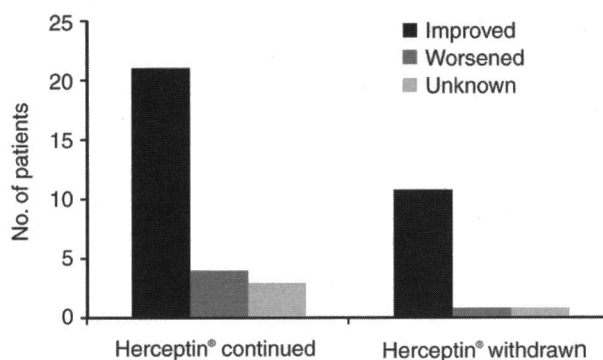 25
20
15
10
5
0
No. of patients
Improved
Worsened
Unknown
Herceptin® continued
Herceptin® withdrawn